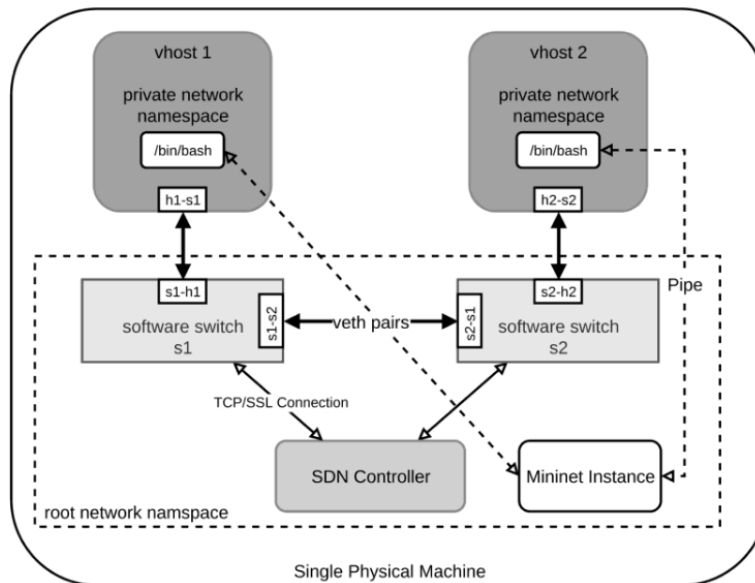 vhost 1
vhost 2
private network
namespace
private network
namespace
/bin/bash
/bin/bash
h1-s1
h2-s2
s1-h1
s2-h2
Pipe
software switch
s1
s1-s2
veth pairs
s2-s1
software switch
s2
TCP/SSL Connection
SDN Controller
Mininet Instance
root network namspace
Single Physical Machine